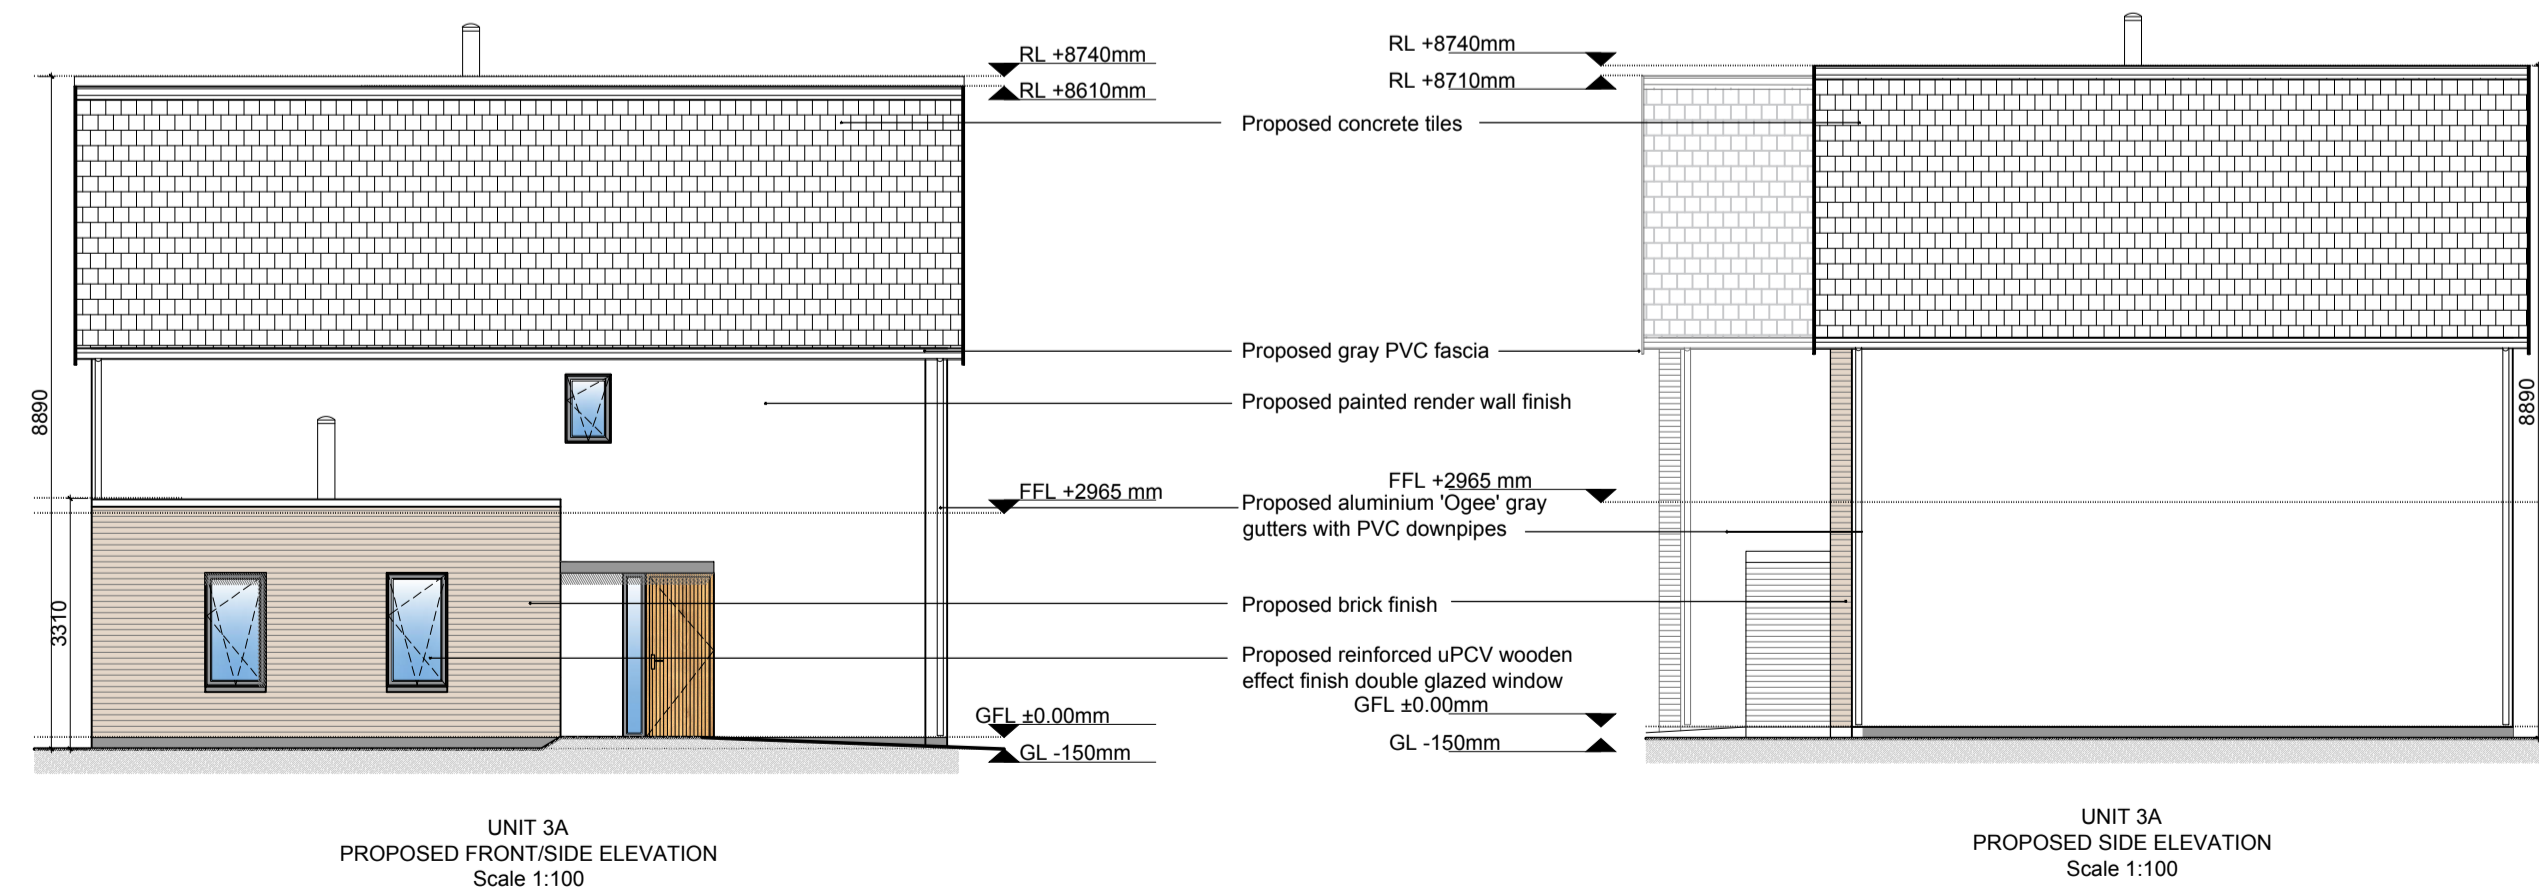 RL +8740mm
RL +8610mm
RL +8740mm
RL +8710mm
Proposed concrete tiles
Proposed gray PVC fascia
Proposed painted render wall finish
8890
8890
FFL +2965 mm
FFL +2965 mm
Proposed aluminium 'Ogee' gray
gutters with PVC downpipes
3310
Proposed brick finish
Proposed reinforced uPCV wooden
effect finish double glazed window
GFL ±0.00mm
GL -150mm
GFL ±0.00mm
GL -150mm
UNIT 3A
PROPOSED FRONT/SIDE ELEVATION
Scale 1:100
UNIT 3A
PROPOSED SIDE ELEVATION
Scale 1:100